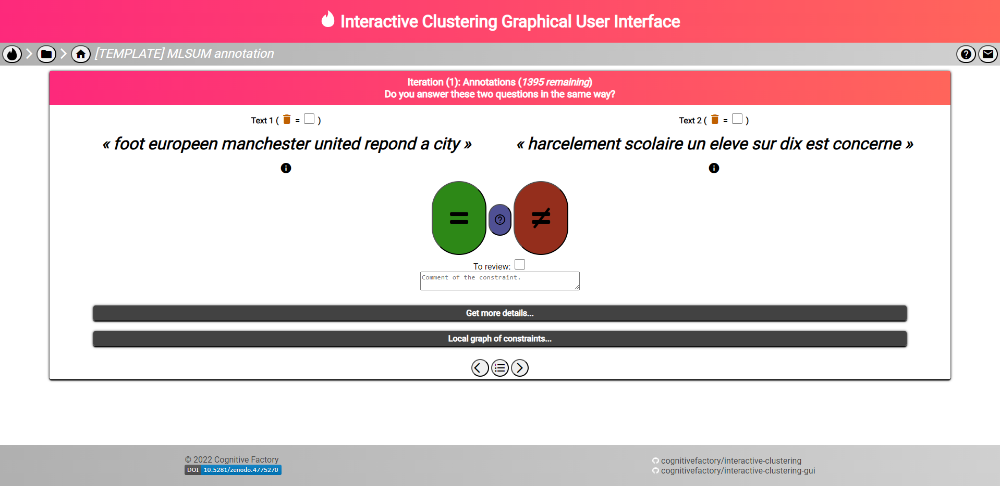 Interactive Clustering Graphical User Interface
[TEMPLATE] MLSUM annotation
Iteration (1): Annotations (1395 remaining)
Do you answer these two questions in the same way?
Text 1 ( = )
Text 2 ( = )
« foot europeen manchester united repond a city »
« harcelement scolaire un eleve sur dix est concerne »
= ? ≠
To review:
Comment of the constraint.
Get more details...
Local graph of constraints...
© 2022 Cognitive Factory
DOI 10.5281/zenodo.4775270
cognitivefactory/interactive-clustering
cognitivefactory/interactive-clustering-gui